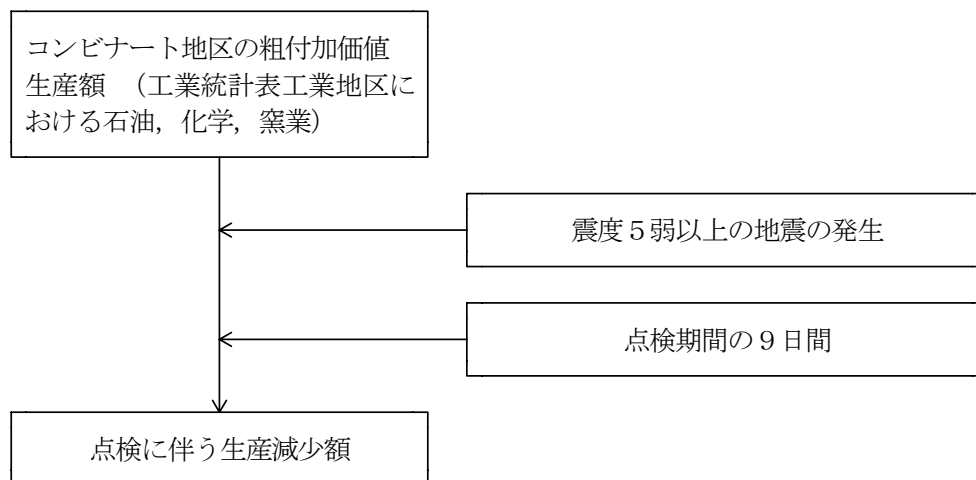 コンビナート地区の粗付加価値
生産額　（工業統計表工業地区に
おける石油，化学，窯業）
震度５弱以上の地震の発生
点検期間の９日間
点検に伴う生産減少額